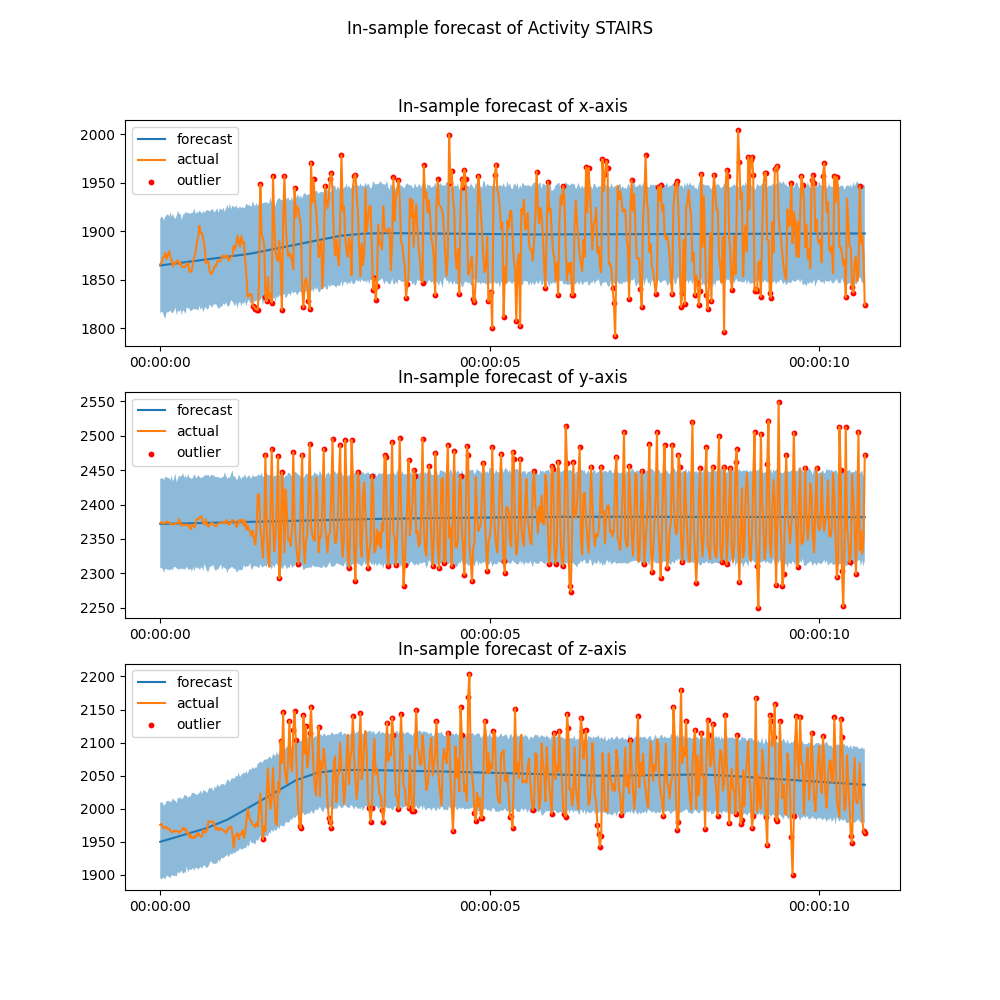 In-sample forecast of Activity STAIRS
In-sample forecast of x-axis
forecast
actual
outlier
2000
1950
1900
1850
1800
00:00:00 00:00:05 00:00:10
In-sample forecast of y-axis
forecast
actual
outlier
2550
2500
2450
2400
2350
2300
2250
00:00:00 00:00:05 00:00:10
In-sample forecast of z-axis
forecast
actual
outlier
2200
2150
2100
2050
2000
1950
1900
00:00:00 00:00:05 00:00:10